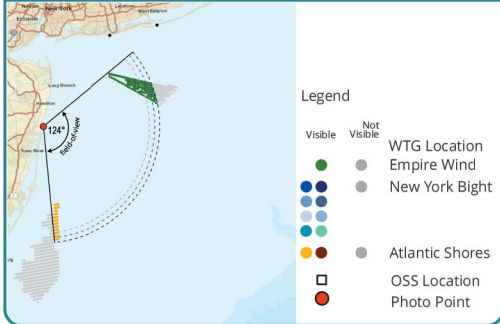 Newark
New York
Elizabeth
Levittown
West Babylon
Long Branch
Hamilton
124°
field-of-view
Toms River
Legend
Visible
Not
Visible
WTG Location
Empire Wind
New York Bight
Atlantic Shores
OSS Location
Photo Point